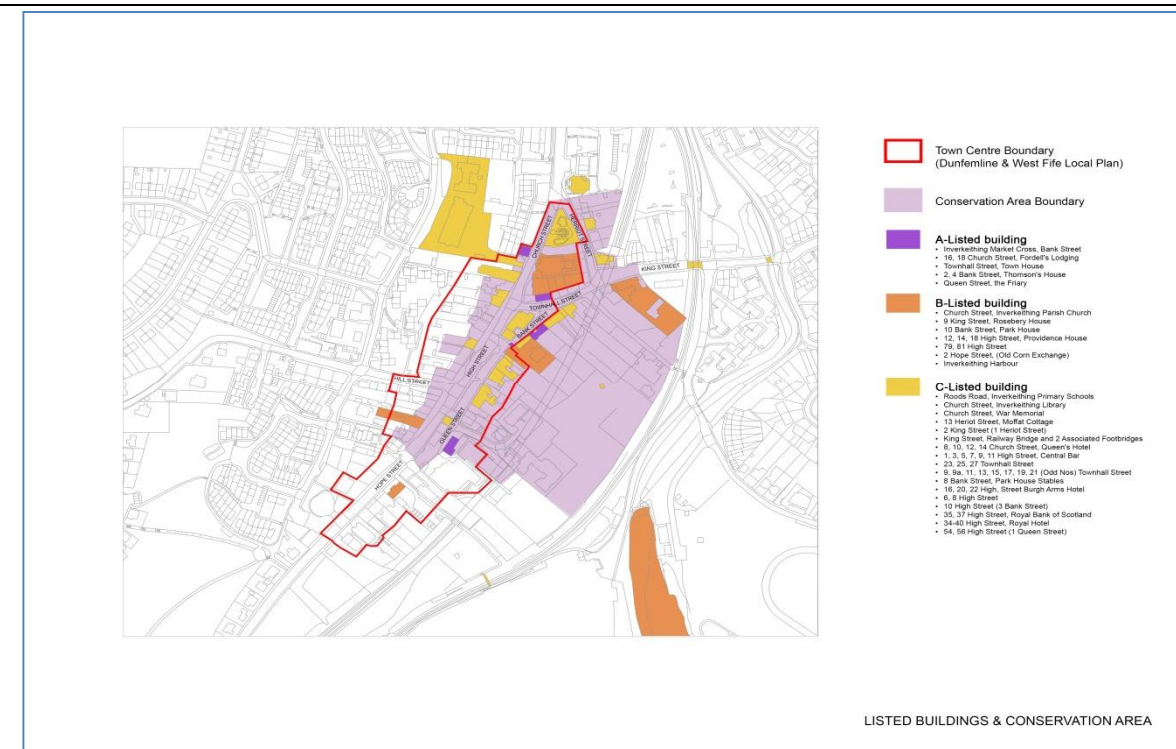 CHURCH STREET
HERRIOT STREET
KING STREET
TOWNHALL STREET
BANK STREET
HIGH STREET
HILL STREET
QUEEN STREET
HOPE STREET
Town Centre Boundary
(Dunfemline & West Fife Local Plan)
Conservation Area Boundary
A-Listed building
• Inverkeithing Market Cross, Bank Street
• 16, 18 Church Street, Fordell's Lodging
• Townhall Street, Town House
• 2, 4 Bank Street, Thomson's House
• Queen Street, the Friary
B-Listed building
• Church Street, Inverkeithing Parish Church
• 9 King Street, Rosebery House
• 10 Bank Street, Park House
• 12, 14, 18 High Street, Providence House
• 79, 81 High Street
• 2 Hope Street, (Old Corn Exchange)
• Inverkeithing Harbour
C-Listed building
• Roods Road, Inverkeithing Primary Schools
• Church Street, Inverkeithing Library
• Church Street, War Memorial
• 13 Heriot Street, Moffat Cottage
• 2 King Street (1 Heriot Street)
• King Street, Railway Bridge and 2 Associated Footbridges
• 8, 10, 12, 14 Church Street, Queen's Hotel
• 1, 3, 5, 7, 9, 11 High Street, Central Bar
• 23, 25, 27 Townhall Street
• 9, 9a, 11, 13, 15, 17, 19, 21 (Odd Nos) Townhall Street
• 8 Bank Street, Park House Stables
• 16, 20, 22 High, Street Burgh Arms Hotel
• 6, 8 High Street
• 10 High Street (3 Bank Street)
• 35, 37 High Street, Royal Bank of Scotland
• 34-40 High Street, Royal Hotel
• 54, 56 High Street (1 Queen Street)
LISTED BUILDINGS & CONSERVATION AREA